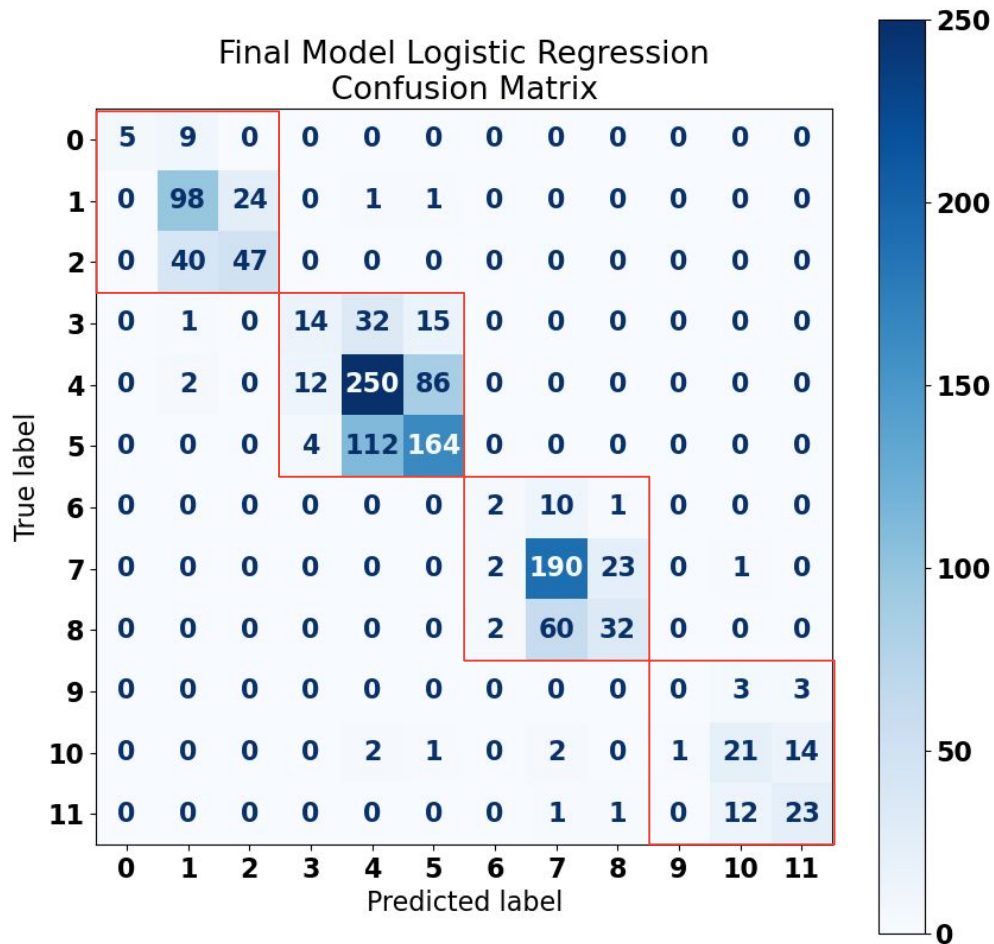 Final Model Logistic Regression
Confusion Matrix
True label
0 5 9 0 0 0 0 0 0 0 0 0 0
1 0 98 24 0 1 1 0 0 0 0 0 0
2 0 40 47 0 0 0 0 0 0 0 0 0
3 0 1 0 14 32 15 0 0 0 0 0 0
4 0 2 0 12 250 86 0 0 0 0 0 0
5 0 0 0 4 112 164 0 0 0 0 0 0
6 0 0 0 0 0 0 2 10 1 0 0 0
7 0 0 0 0 0 0 2 190 23 0 1 0
8 0 0 0 0 0 0 2 60 32 0 0 0
9 0 0 0 0 0 0 0 0 0 0 3 3
10 0 0 0 0 2 1 0 2 0 1 21 14
11 0 0 0 0 0 0 0 1 1 0 12 23
0 1 2 3 4 5 6 7 8 9 10 11
Predicted label
250
200
150
100
50
0